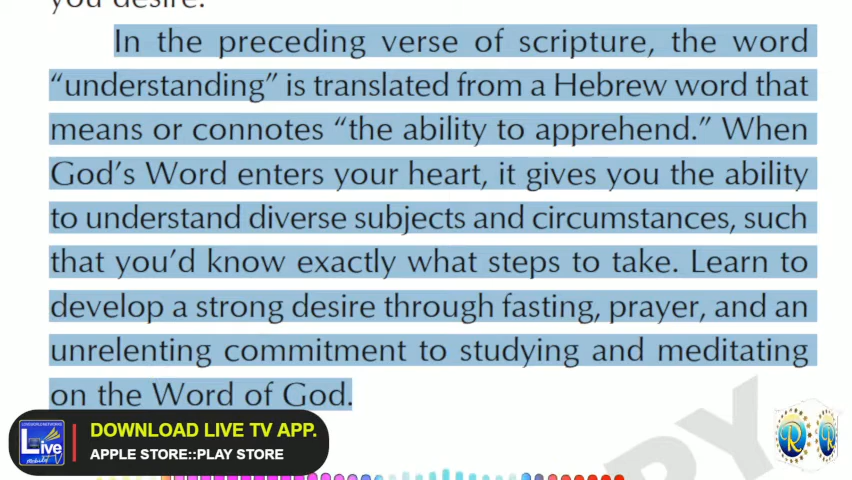 you desire.
In the preceding verse of scripture, the word
“understanding” is translated from a Hebrew word that
means or connotes “the ability to apprehend.” When
God’s Word enters your heart, it gives you the ability
to understand diverse subjects and circumstances, such
that you’d know exactly what steps to take. Learn to
develop a strong desire through fasting, prayer, and an
unrelenting commitment to studying and meditating
on the Word of God.
DOWNLOAD LIVE TV APP.
APPLE STORE::PLAY STORE
Live
R
R
PY